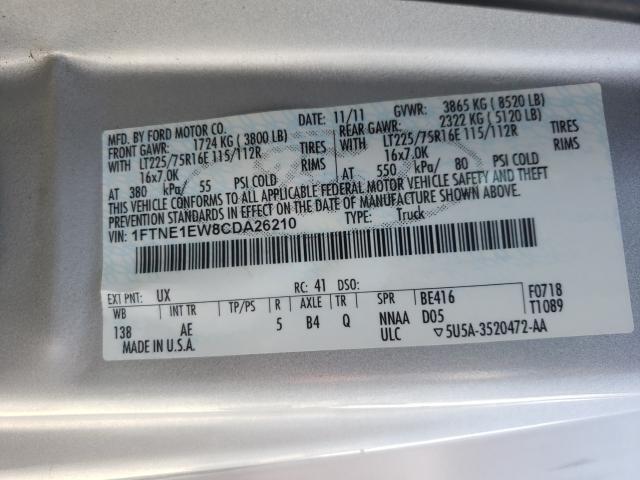 MFD. BY FORD MOTOR CO. DATE: 11/11 GVWR: 3865 KG ( 8520 LB)
FRONT GAWR: 1724 KG ( 3800 LB) REAR GAWR: 2322 KG ( 5120 LB)
WITH LT225/75R16E 115/112R TIRES WITH LT225/75R16E 115/112R TIRES
16x7.0K RIMS 16x7.0K RIMS
AT 380 kPa/ 55 PSI COLD AT 550 kPa/ 80 PSI COLD
THIS VEHICLE CONFORMS TO ALL APPLICABLE FEDERAL MOTOR VEHICLE SAFETY AND THEFT
PREVENTION STANDARDS IN EFFECT ON THE DATE OF MANUFACTURE SHOWN ABOVE.
VIN: 1FTNE1EW8CDA26210 TYPE: Truck
EXT PNT: UX RC: 41 DSO:
WB INT TR TP/PS R AXLE TR SPR BE416 F0718
138 AE 5 B4 Q NNAA D05 T1089
MADE IN U.S.A. ULC ▽5U5A-3520472-AA